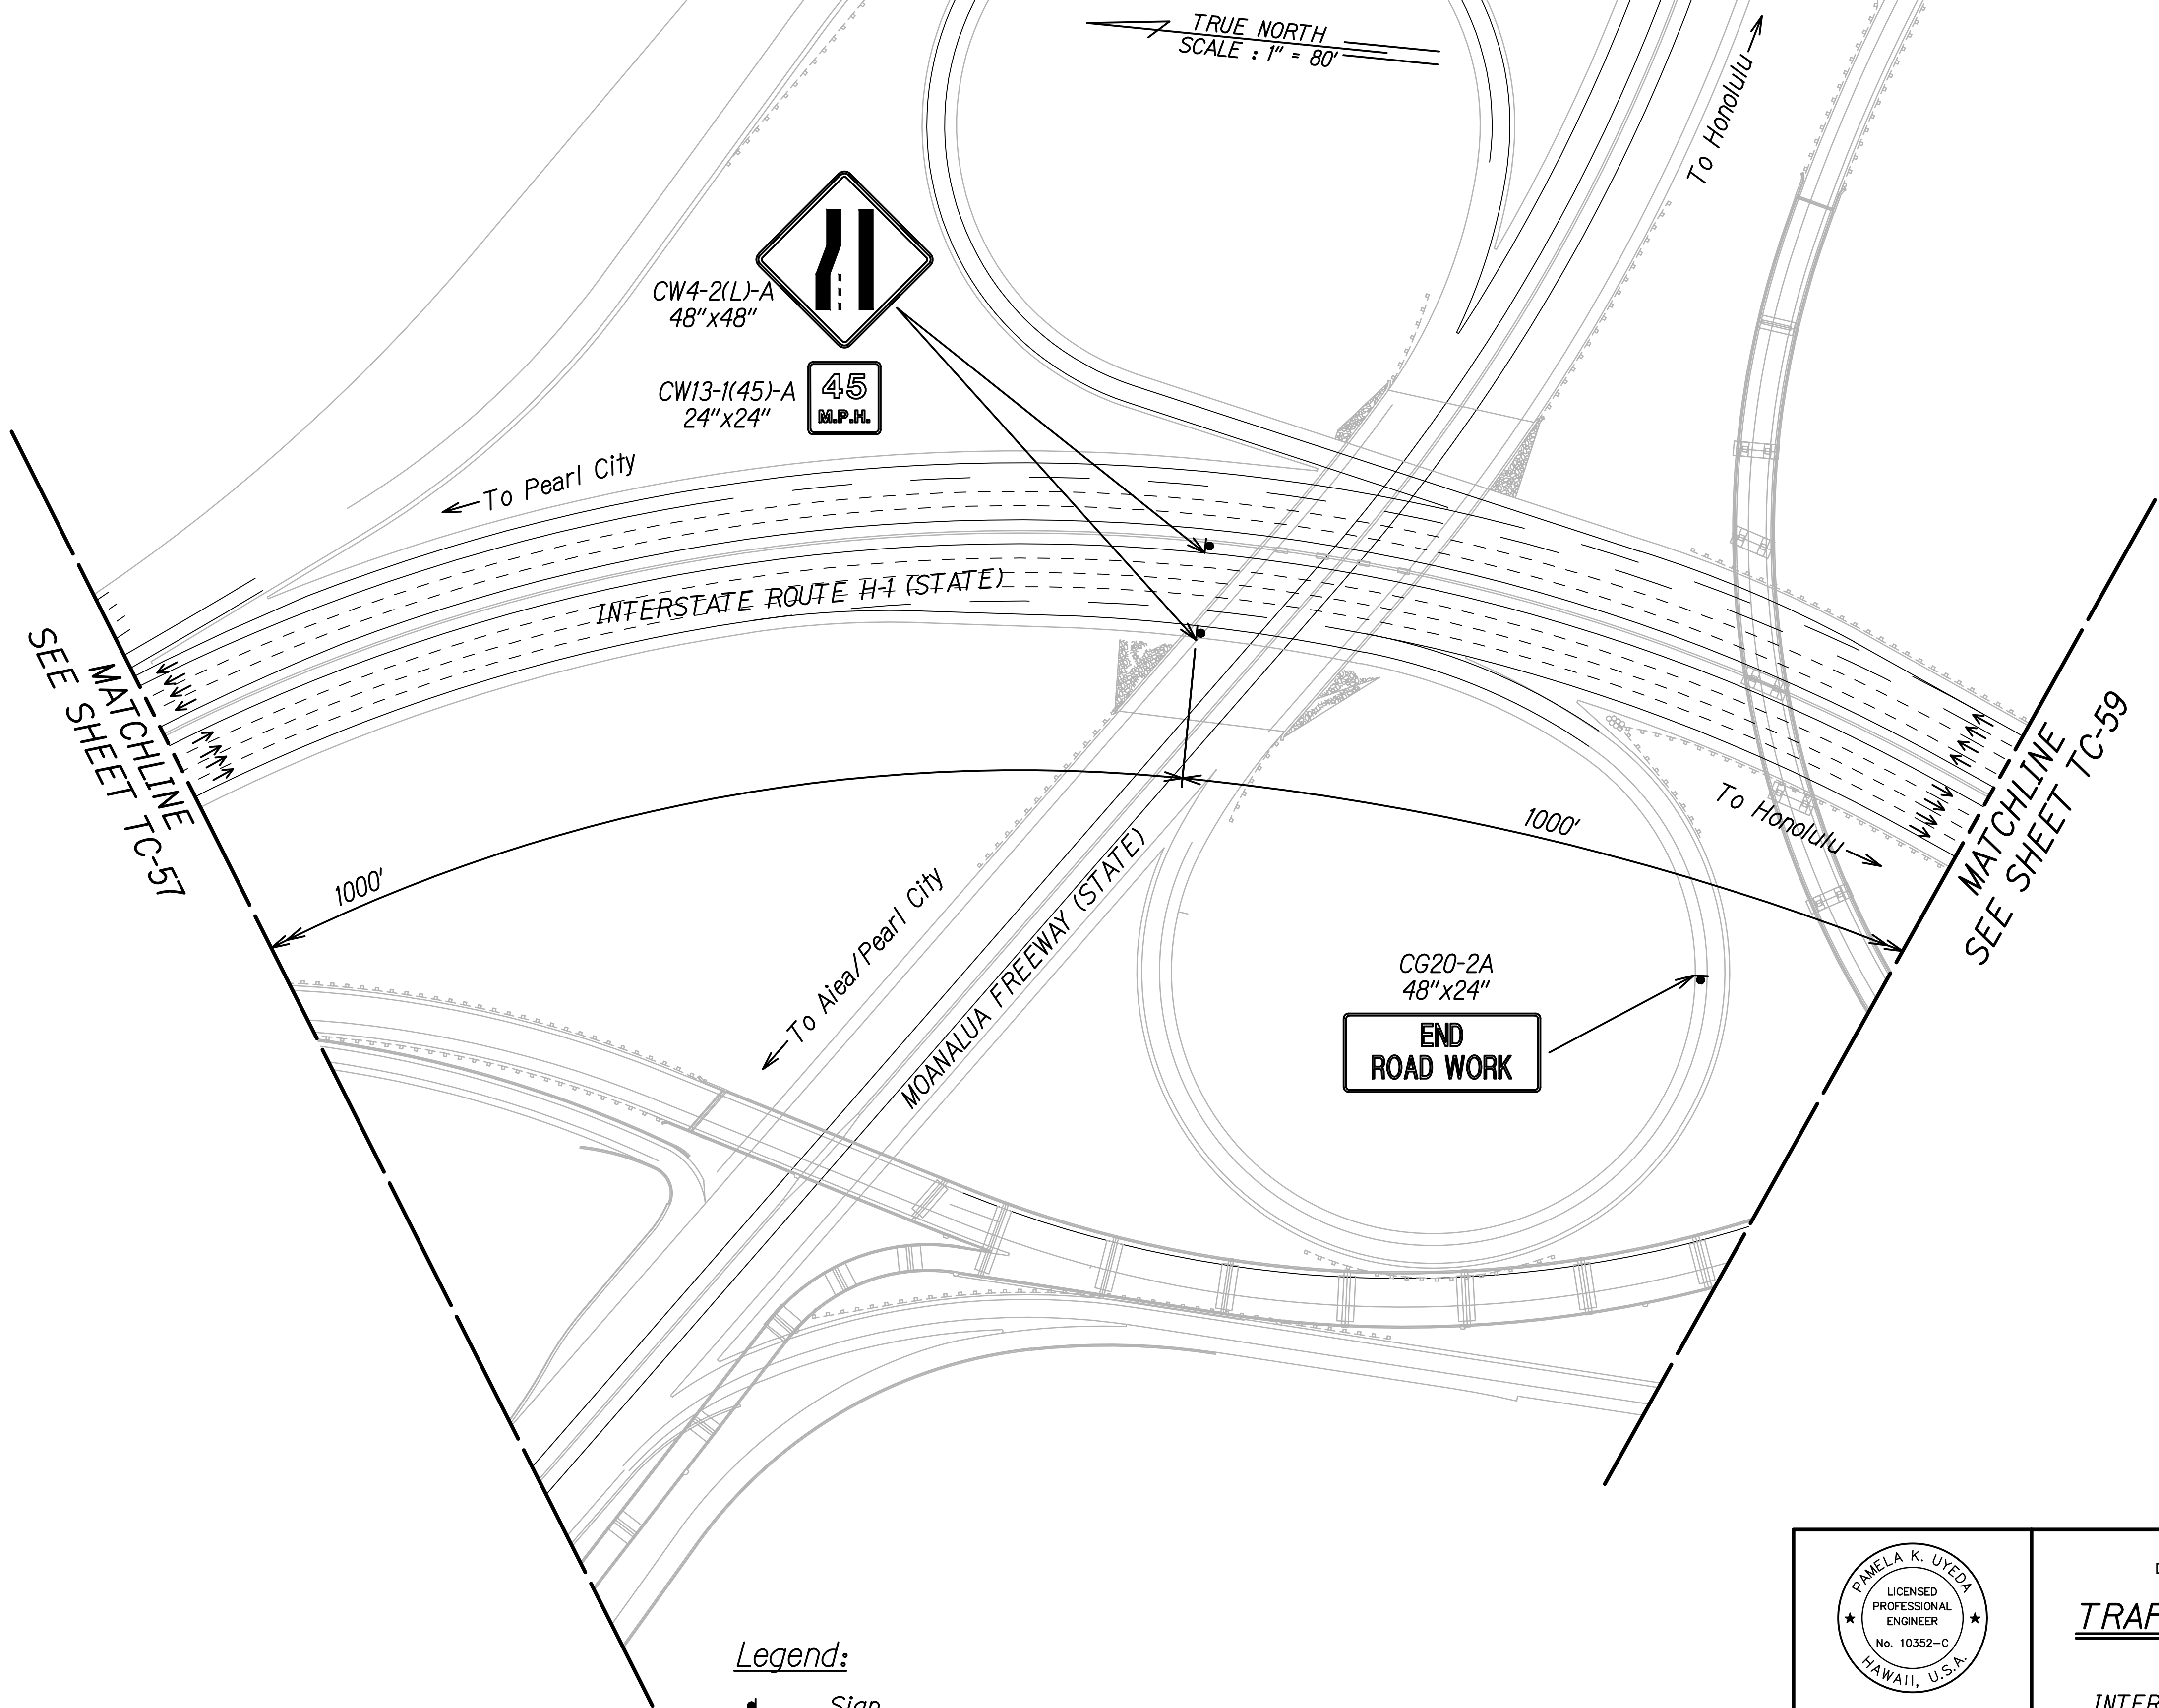 TRUE NORTH
SCALE : 1" = 80'
To Honolulu
CW4-2(L)-A
48"x48"
CW13-1(45)-A
24"x24"
45
M.P.H.
To Pearl City
INTERSTATE ROUTE H-1 (STATE)
MATCHLINE
SEE SHEET TC-57
MATCHLINE
SEE SHEET TC-59
1000'
1000'
To Honolulu
To Aiea/Pearl City
MOANALUA FREEWAY (STATE)
CG20-2A
48"x24"
END
ROAD WORK
PAMELA K. UYEDA
LICENSED
PROFESSIONAL
ENGINEER
No. 10352-C
HAWAII, U.S.A.
TRAF
INTER
Legend:
Sign